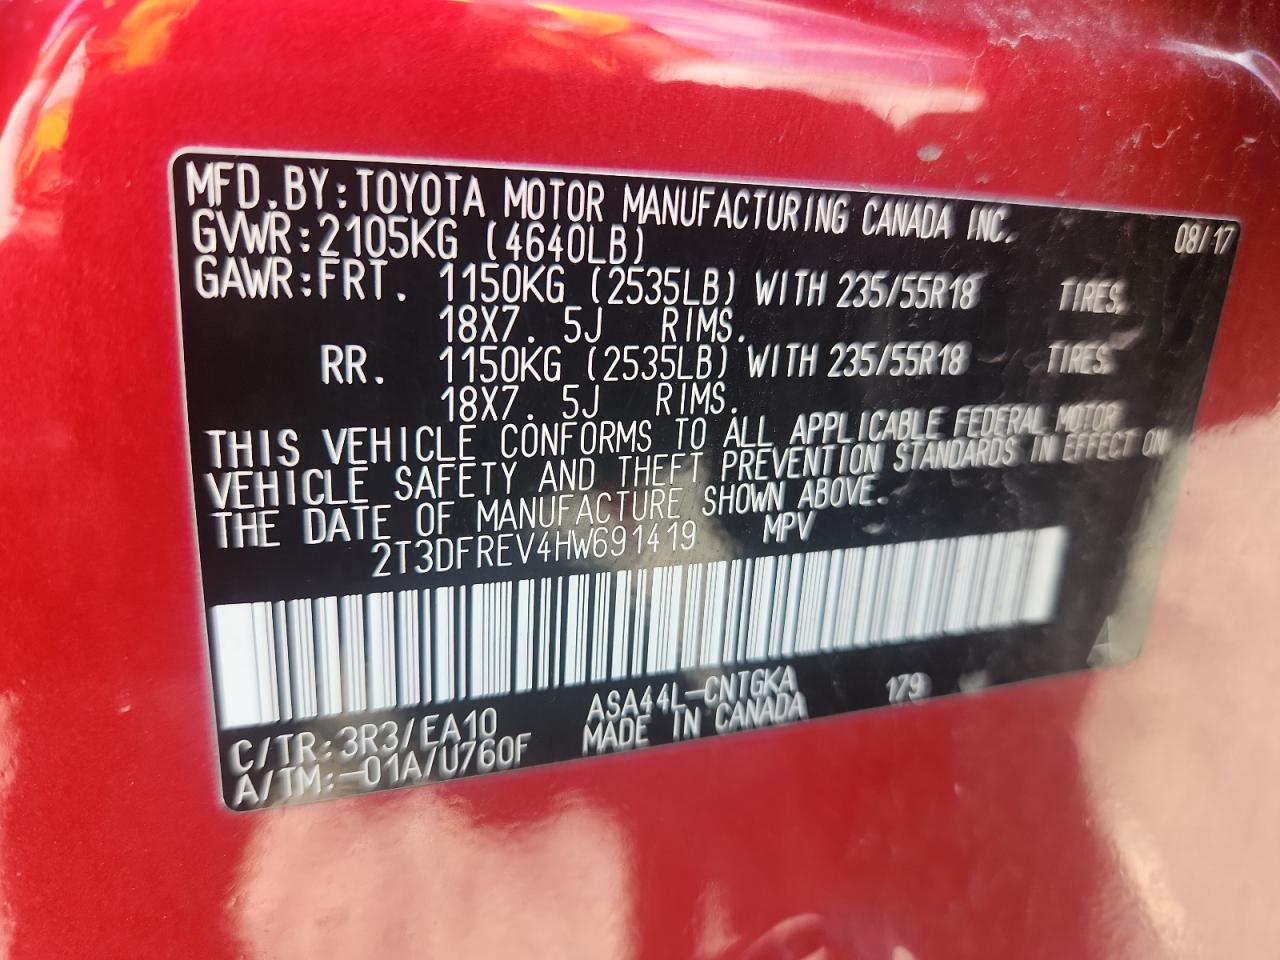 MFD.BY:TOYOTA MOTOR MANUFACTURING CANADA INC. 08/17
GVWR:2105KG (4640LB)
GAWR:FRT. 1150KG (2535LB) WITH 235/55R18 TIRES,
18X7. 5J RIMS.
RR. 1150KG (2535LB) WITH 235/55R18 TIRES
18X7. 5J RIMS.
THIS VEHICLE CONFORMS TO ALL APPLICABLE FEDERAL MOTOR
VEHICLE SAFETY AND THEFT PREVENTION STANDARDS IN EFFECT ON
THE DATE OF MANUFACTURE SHOWN ABOVE.
2T3DFREV4HW691419 MPV
C/TR:3R3/EA10 ASA44L-CNTGKA 179
A/TM:-01A/U760F MADE IN CANADA